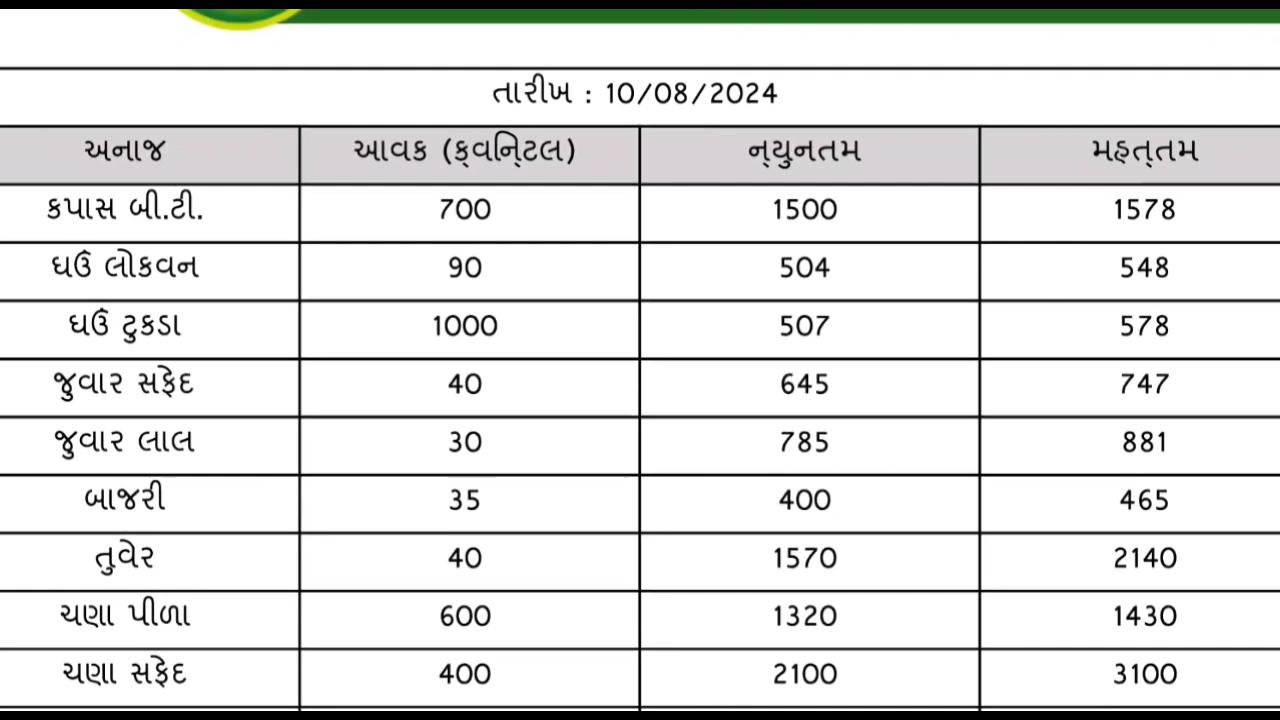 તારીખ : 10/08/2024
અનાજ આવક (ક્વિન્ટલ) ન્યુનતમ મહત્તમ
કપાસ બી.ટી. 700 1500 1578
ઘઉં લોકવન 90 504 548
ઘઉં ટુકડા 1000 507 578
જુવાર સફેદ 40 645 747
જુવાર લાલ 30 785 881
બાજરી 35 400 465
તુવેર 40 1570 2140
ચણા પીળા 600 1320 1430
ચણા સફેદ 400 2100 3100